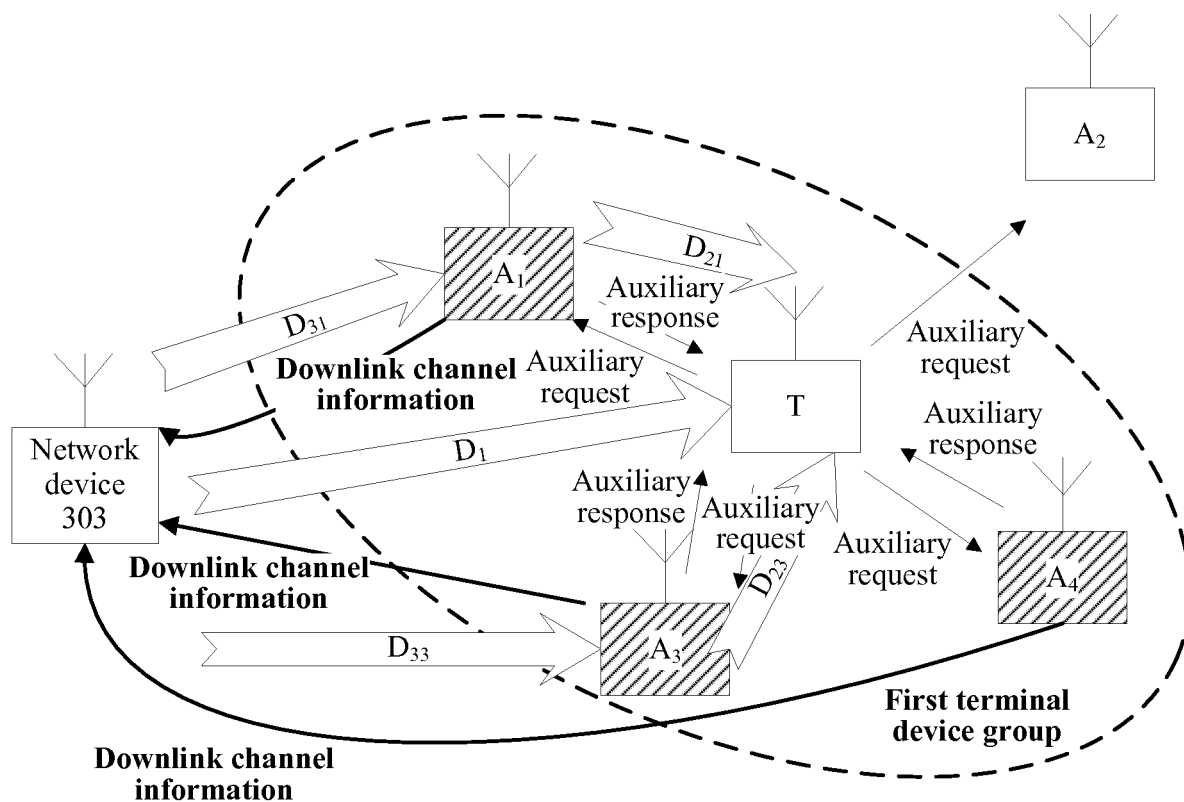 A₂
A₁
D₂₁
Auxiliary
response
D₃₁
Auxiliary
request
Downlink channel
information
Auxiliary
request
T
Network
device
303
D₁
Auxiliary
response
Auxiliary
response
Auxiliary
request
Auxiliary
request
Downlink channel
information
D₂₃
A₄
D₃₃
A₃
First terminal
device group
Downlink channel
information